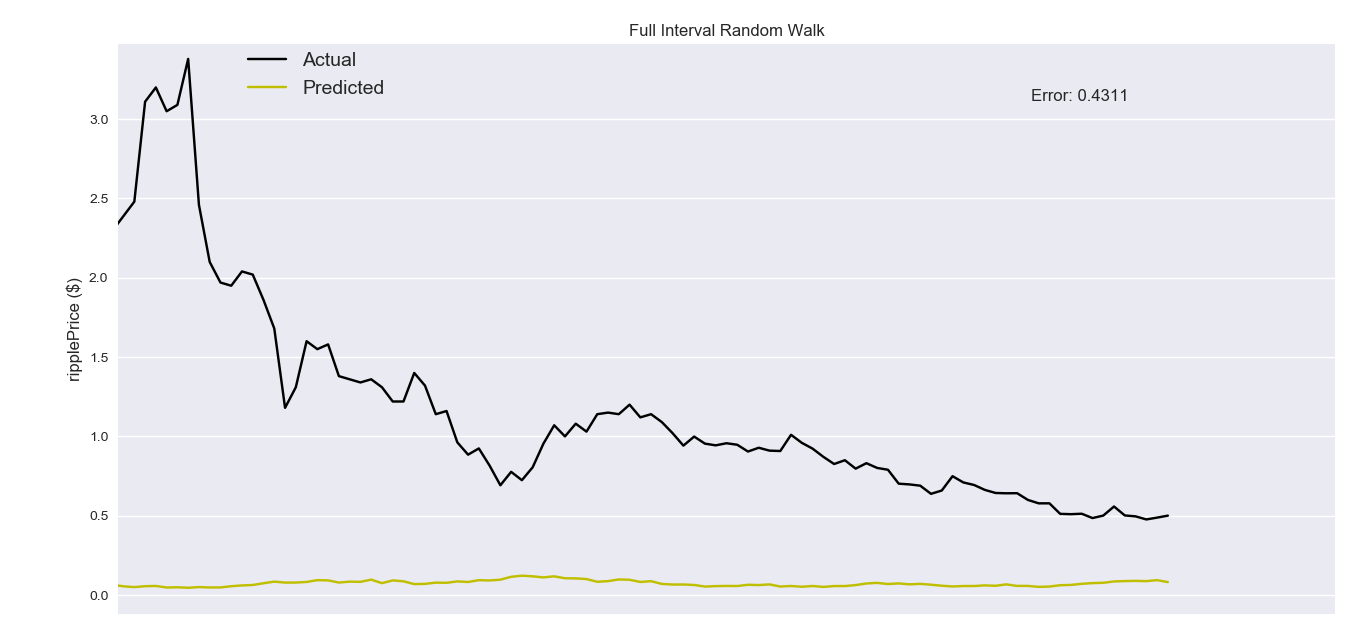 Full Interval Random Walk
Actual
Predicted
Error: 0.4311
ripplePrice ($)
3.0
2.5
2.0
1.5
1.0
0.5
0.0